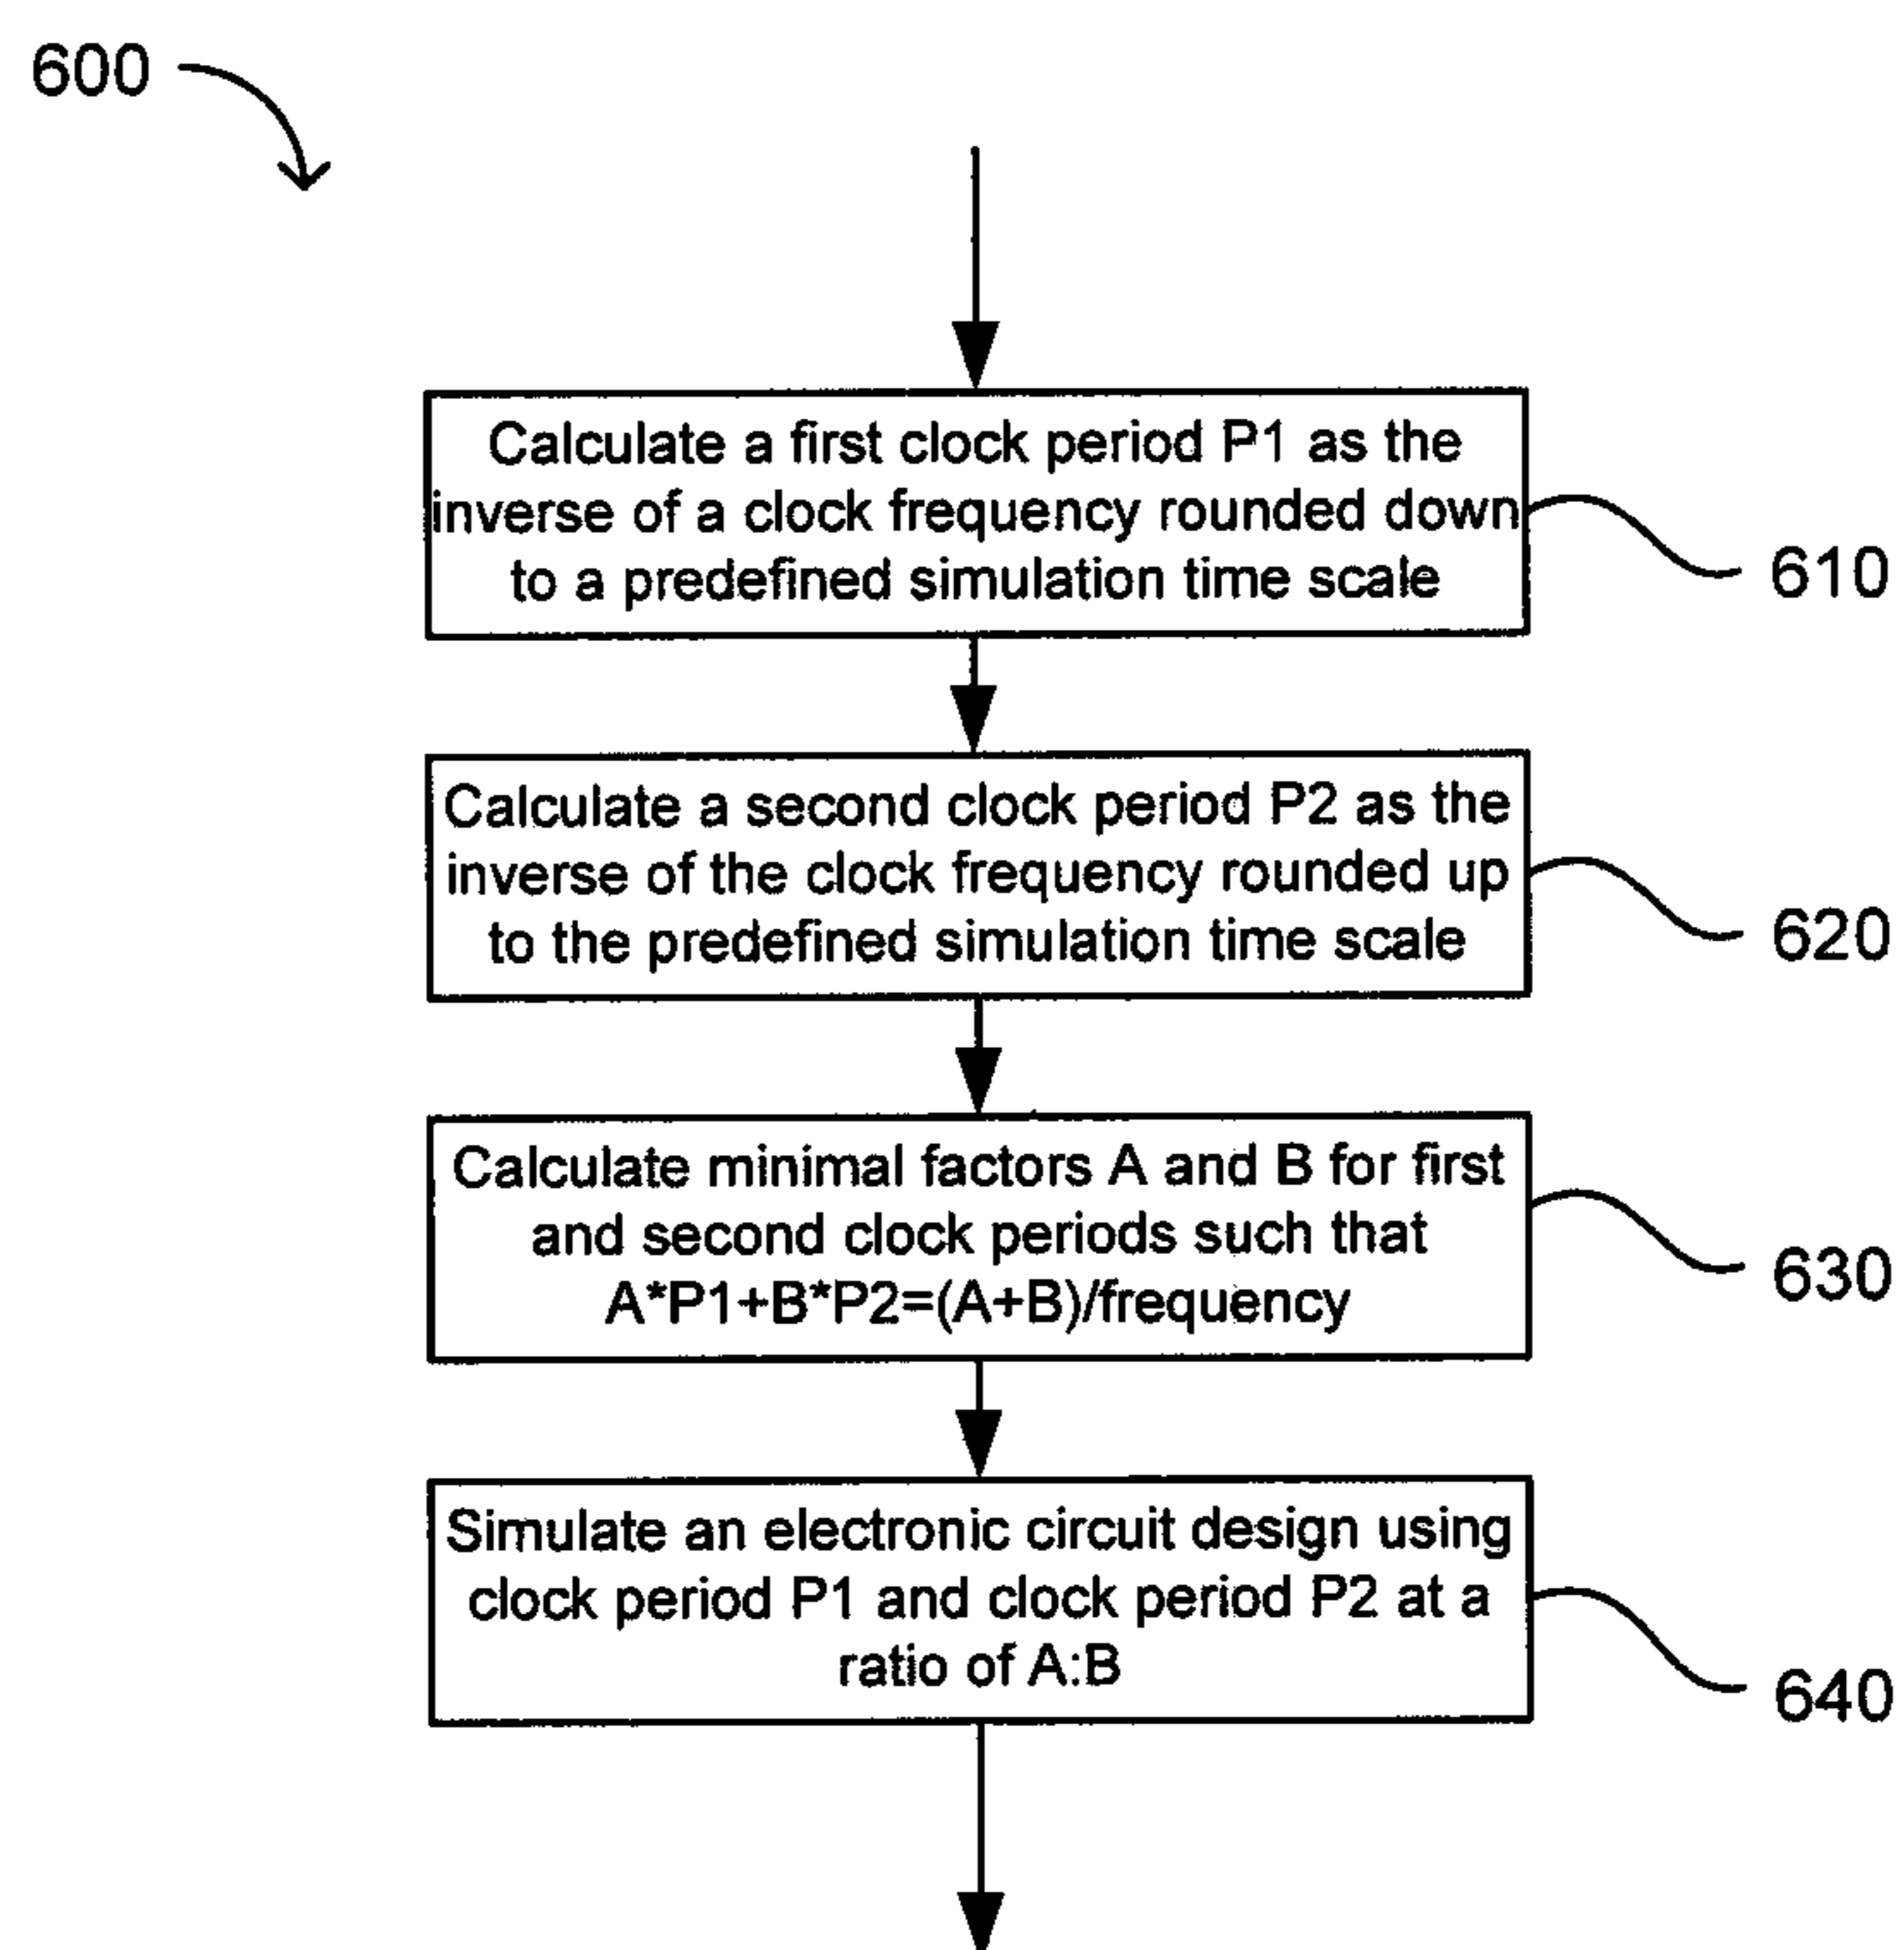 600
Calculate a first clock period P1 as the
inverse of a clock frequency rounded down
to a predefined simulation time scale
610
Calculate a second clock period P2 as the
inverse of the clock frequency rounded up
to the predefined simulation time scale
620
Calculate minimal factors A and B for first
and second clock periods such that
A*P1+B*P2=(A+B)/frequency
630
Simulate an electronic circuit design using
clock period P1 and clock period P2 at a
ratio of A:B
640